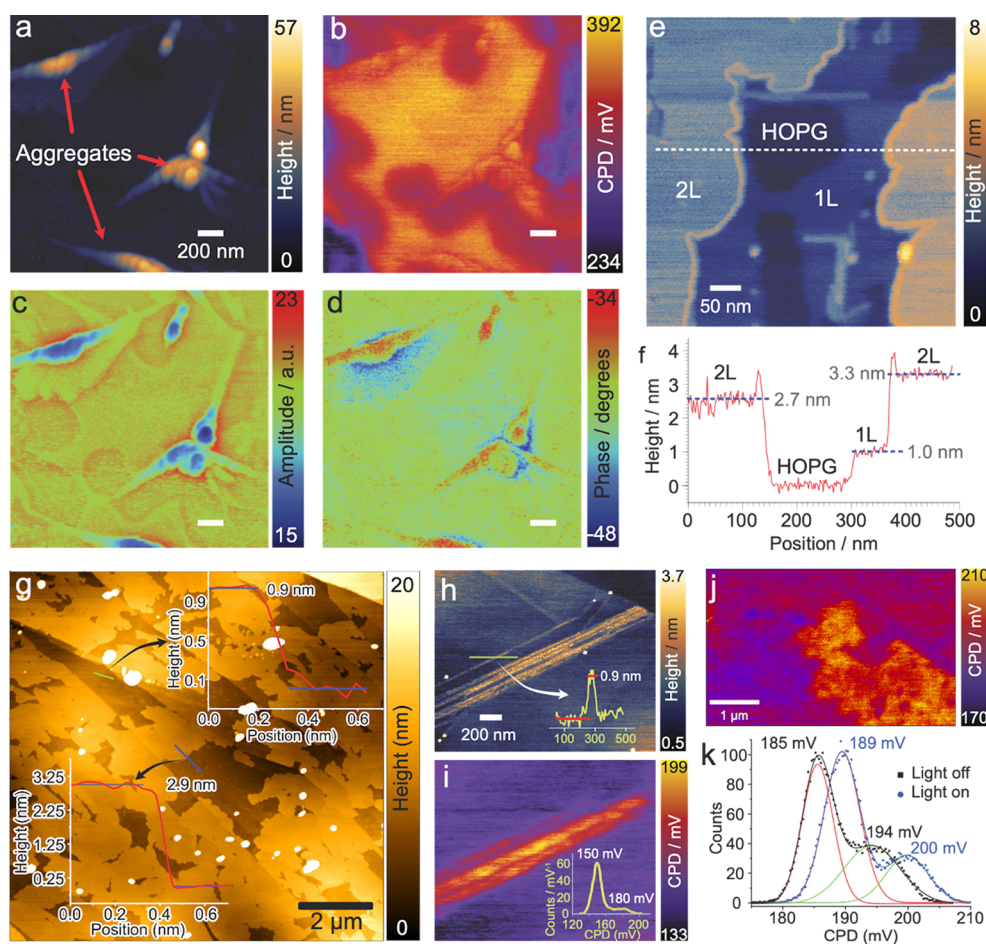 a
57
Aggregates
200 nm
Height / nm
0
b
392
CPD / mV
234
c
23
Amplitude / a.u.
15
d
-34
Phase / degrees
-48
e
8
HOPG
2L
1L
50 nm
Height / nm
0
f
4
3
2
1
0
Height / nm
2L
2.7 nm
3.3 nm
2L
1L
1.0 nm
HOPG
0 100 200 300 400 500
Position / nm
g
20
Height (nm)
0
0.9
0.5
0.1
Height (nm)
0.9 nm
0.0 0.2 0.4 0.6
Position (nm)
3.25
2.25
1.25
0.25
Height (nm)
2.9 nm
0.0 0.2 0.4 0.6
Position (nm)
2 µm
h
3.7
Height / nm
0.5
0.9 nm
200 nm
100 300 500
i
199
CPD / mV
133
150 mV
180 mV
60
40
20
0
Counts / mV⁻¹
120 160 200
CPD (mV)
j
210
CPD / mV
170
1 µm
k
100
80
60
40
20
0
Counts
185 mV
189 mV
Light off
Light on
194 mV
200 mV
180 190 200 210
CPD / mV